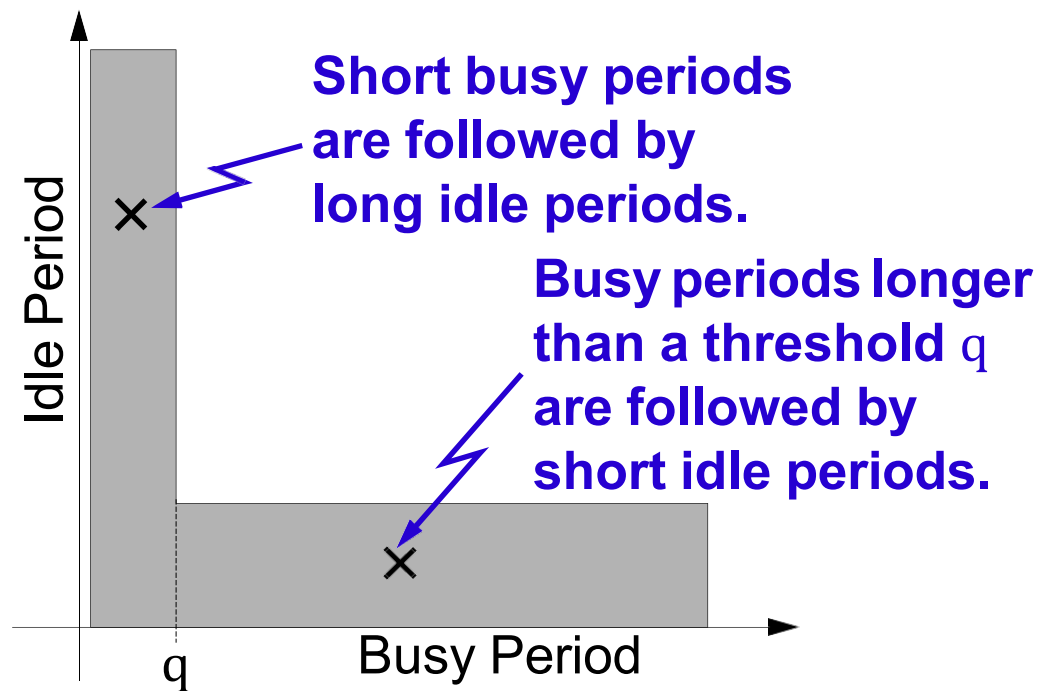 Short busy periods
are followed by
long idle periods.
Busy periods longer
than a threshold q
are followed by
short idle periods.
Idle Period
q
Busy Period